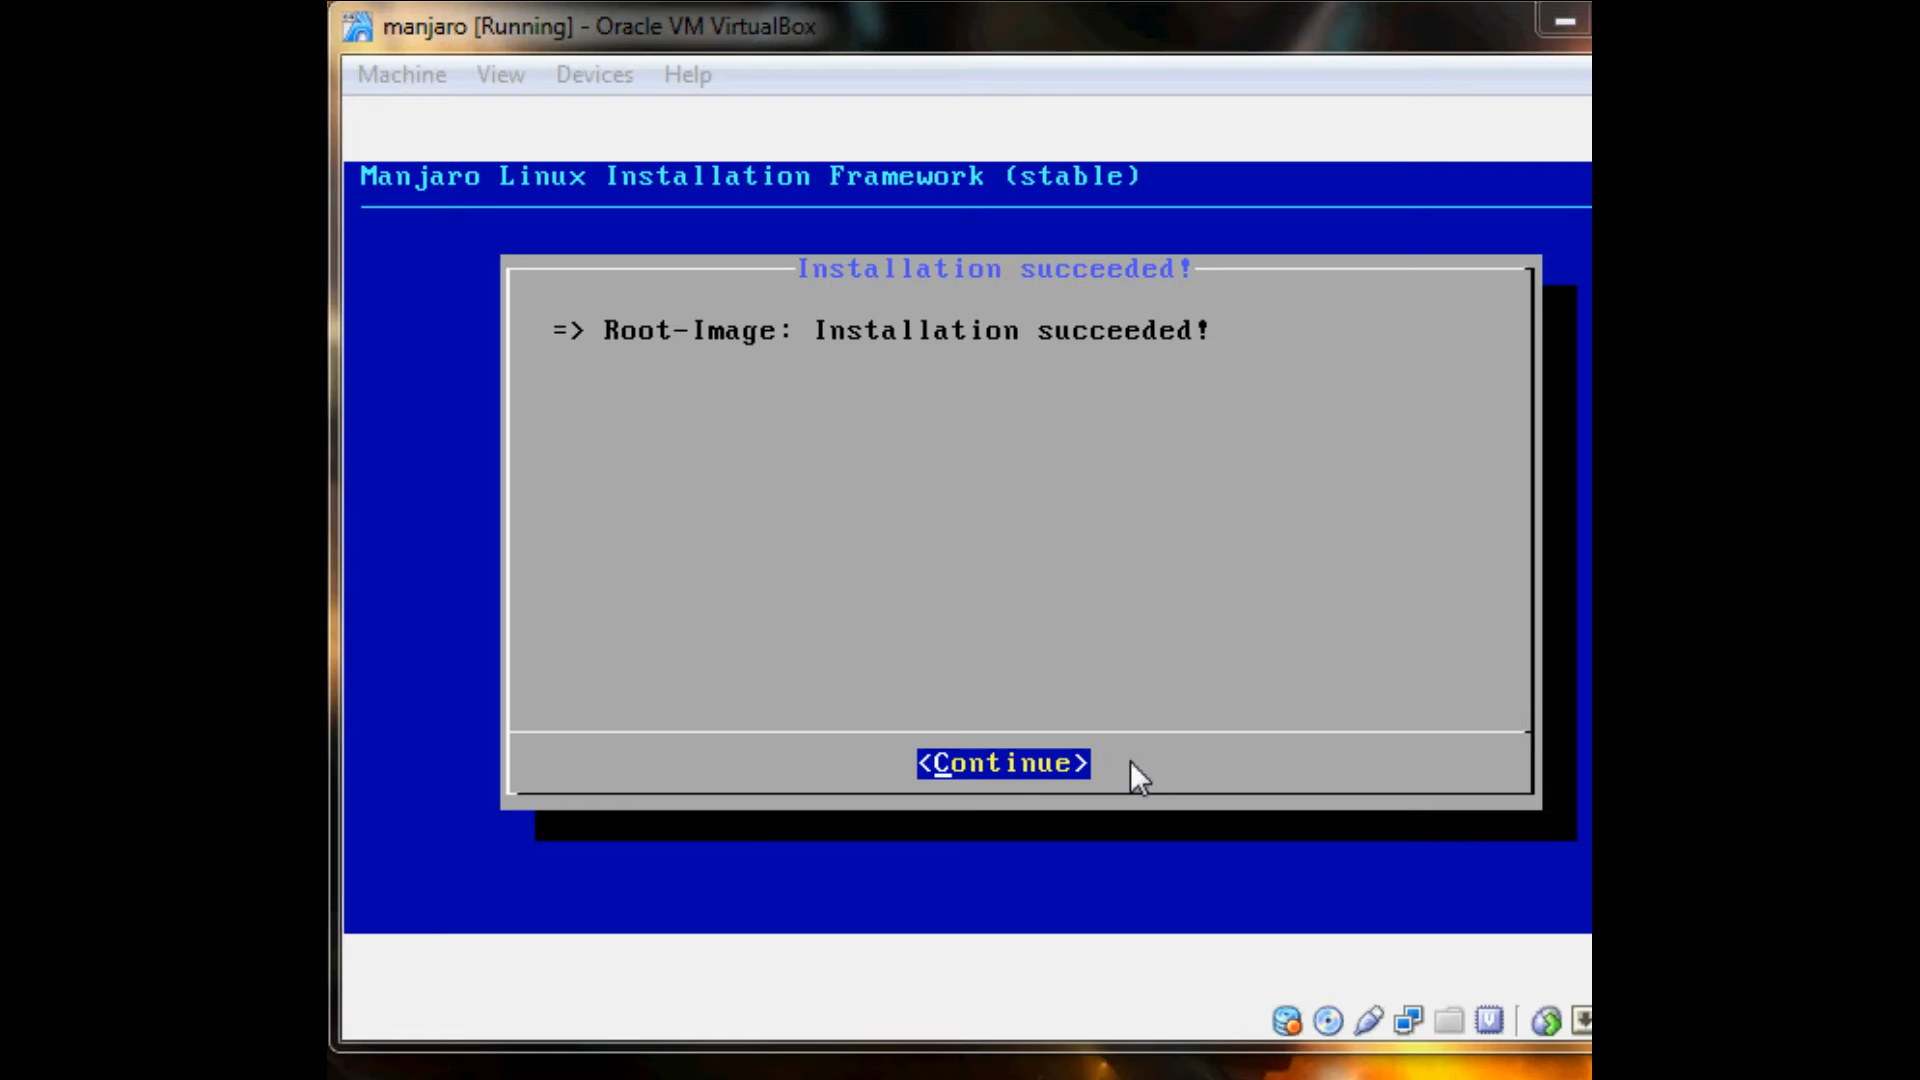 manjaro [Running] - Oracle VM VirtualBox
Machine View Devices Help
Manjaro Linux Installation Framework (stable)
Installation succeeded!
=> Root-Image: Installation succeeded!
<Continue>